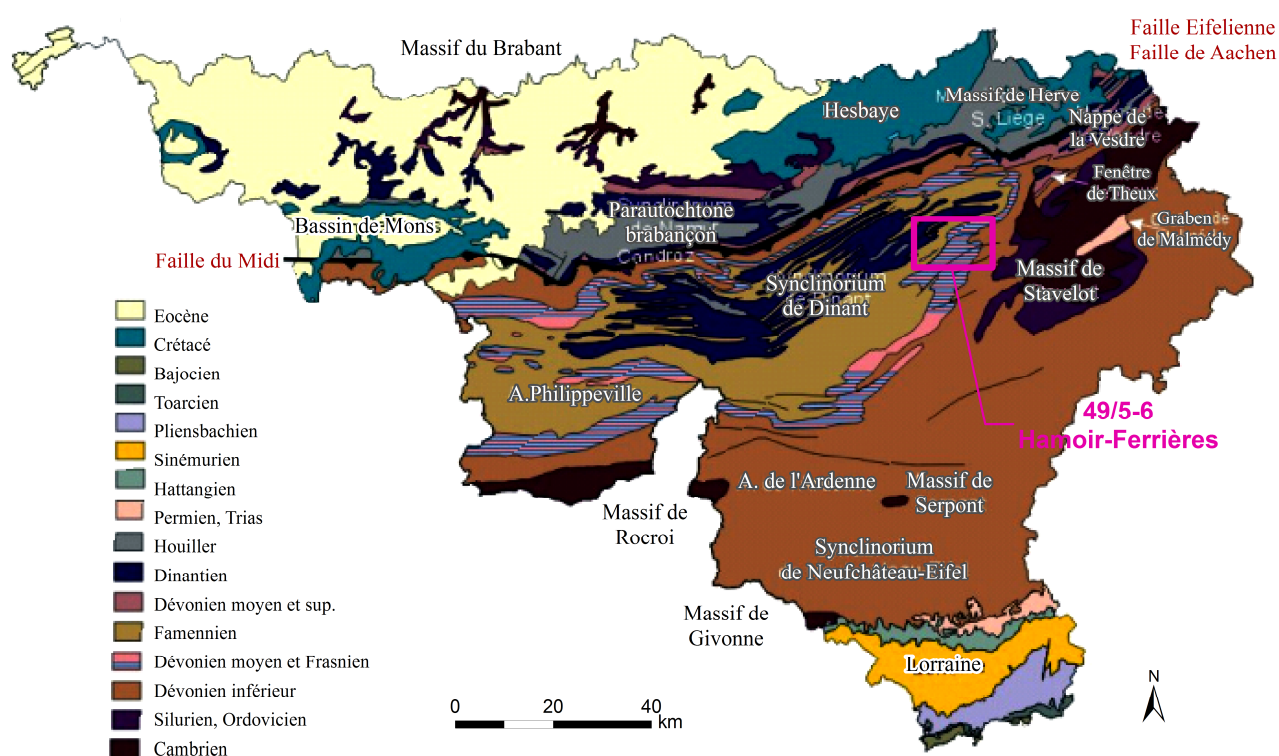 Faille Eifelienne
Faille de Aachen
Massif du Brabant
Hesbaye
Massif de Herve
S. Liège
Nappe de
la Vesdre
Fenêtre
de Theux
Parautochtone
brabançon
Condroz
Bassin de Mons
Graben
de Malmédy
Faille du Midi
Massif de
Stavelot
Synclinorium
de Dinant
Eocène
Crétacé
Bajocien
Toarcien
Pliensbachien
Sinémurien
Hattangien
Permien, Trias
Houiller
Dinantien
Dévonien moyen et sup.
Famennien
Dévonien moyen et Frasnien
Dévonien inférieur
Silurien, Ordovicien
Cambrien
A.Philippeville
49/5-6
Hamoir-Ferrières
A. de l'Ardenne
Massif de
Serpont
Massif de
Rocroi
Synclinorium
de Neufchâteau-Eifel
Massif de
Givonne
Lorraine
0 20 40
km
N